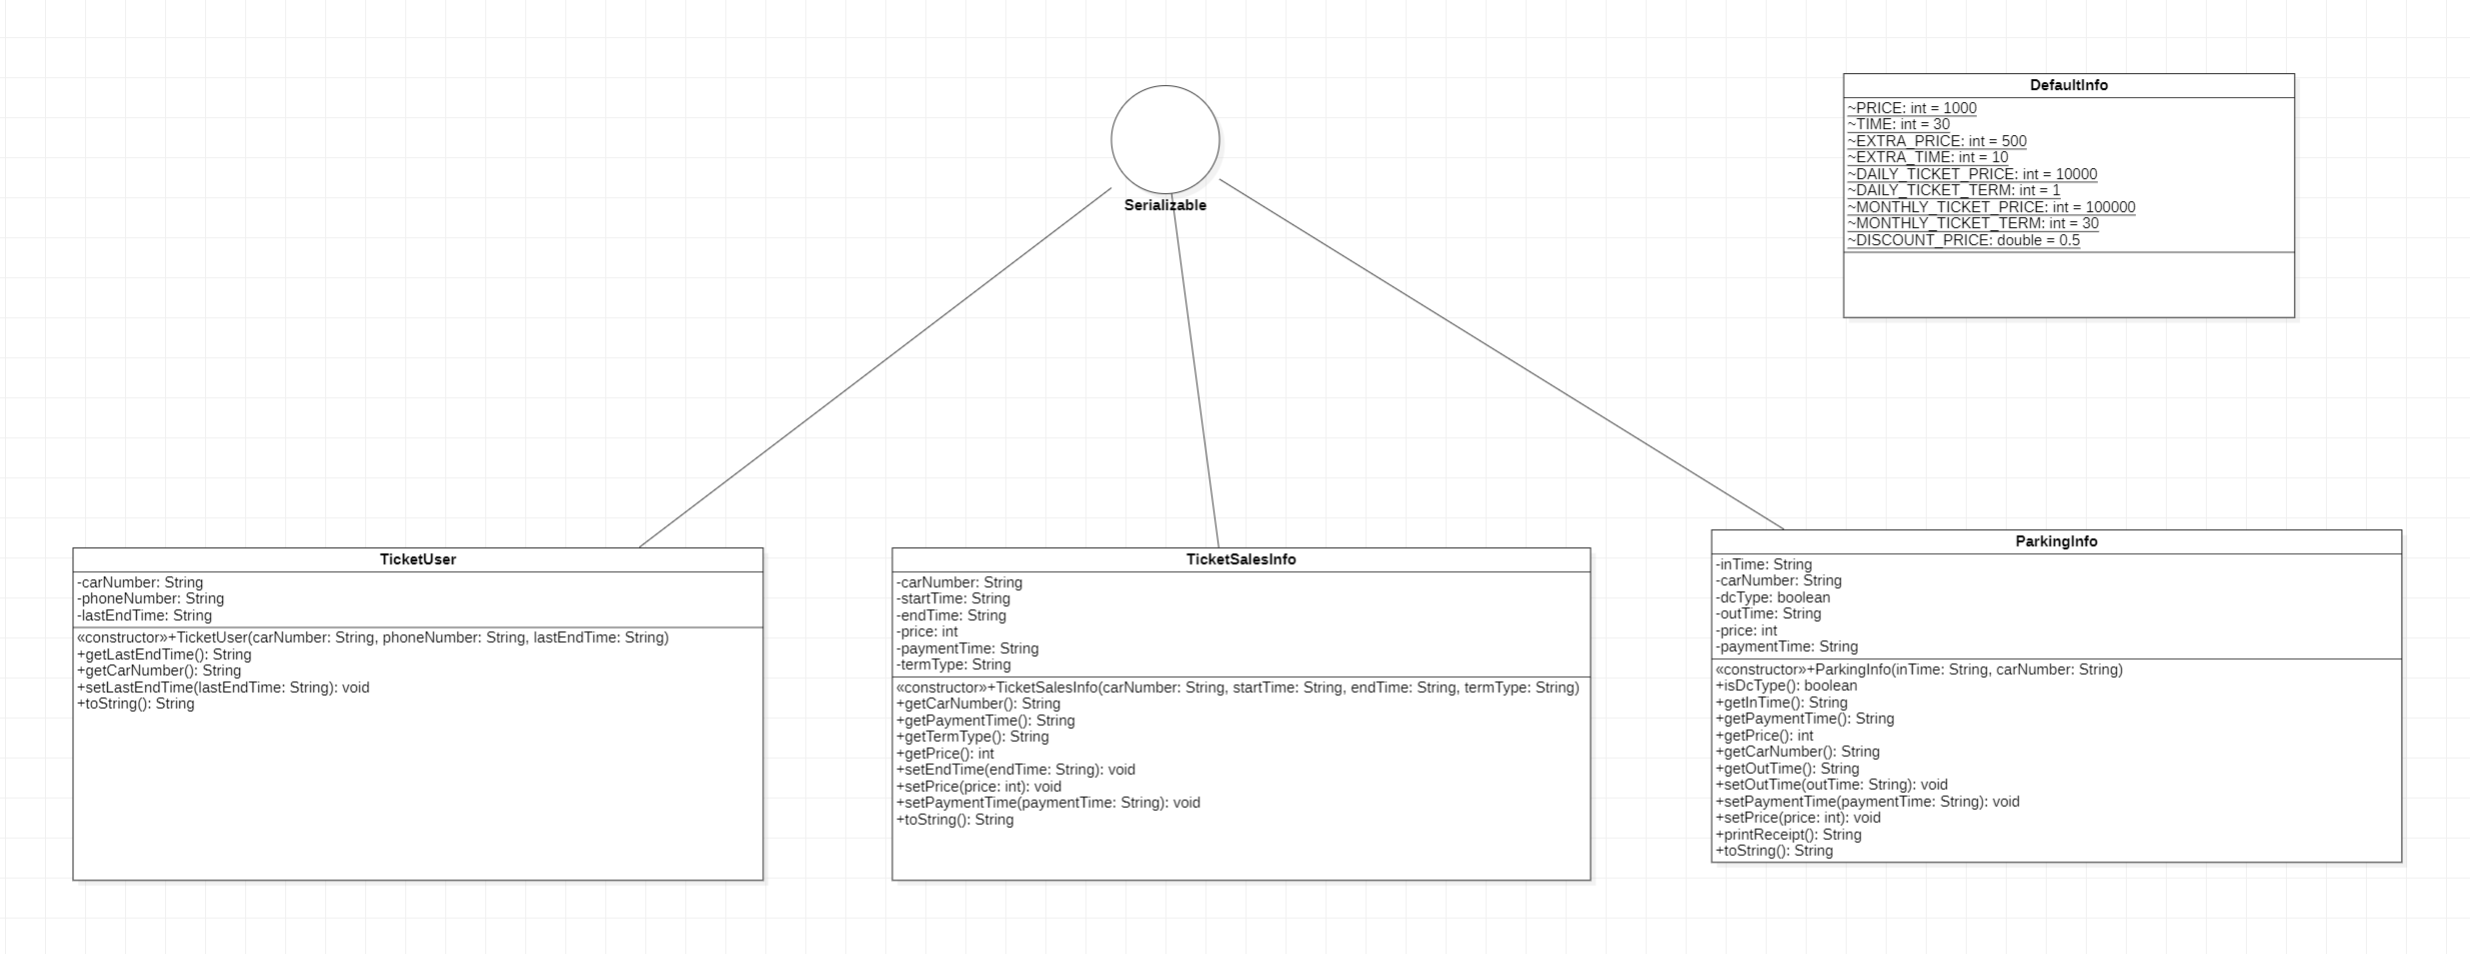 Serializable
DefaultInfo
~PRICE: int = 1000
~TIME: int = 30
~EXTRA_PRICE: int = 500
~EXTRA_TIME: int = 10
~DAILY_TICKET_PRICE: int = 10000
~DAILY_TICKET_TERM: int = 1
~MONTHLY_TICKET_PRICE: int = 100000
~MONTHLY_TICKET_TERM: int = 30
~DISCOUNT_PRICE: double = 0.5
TicketUser
-carNumber: String
-phoneNumber: String
-lastEndTime: String
«constructor»+TicketUser(carNumber: String, phoneNumber: String, lastEndTime: String)
+getLastEndTime(): String
+getCarNumber(): String
+setLastEndTime(lastEndTime: String): void
+toString(): String
TicketSalesInfo
-carNumber: String
-startTime: String
-endTime: String
-price: int
-paymentTime: String
-termType: String
«constructor»+TicketSalesInfo(carNumber: String, startTime: String, endTime: String, termType: String)
+getCarNumber(): String
+getPaymentTime(): String
+getTermType(): String
+getPrice(): int
+setEndTime(endTime: String): void
+setPrice(price: int): void
+setPaymentTime(paymentTime: String): void
+toString(): String
ParkingInfo
-inTime: String
-carNumber: String
-dcType: boolean
-outTime: String
-price: int
-paymentTime: String
«constructor»+ParkingInfo(inTime: String, carNumber: String)
+isDcType(): boolean
+getInTime(): String
+getPaymentTime(): String
+getPrice(): int
+getCarNumber(): String
+getOutTime(): String
+setOutTime(outTime: String): void
+setPaymentTime(paymentTime: String): void
+setPrice(price: int): void
+printReceipt(): String
+toString(): String